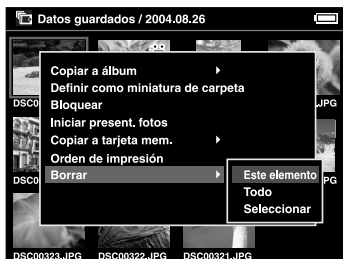 Datos guardados / 2004.08.26
Copiar a álbum
Definir como miniatura de carpeta
Bloquear
Iniciar present. fotos
Copiar a tarjeta mem.
Orden de impresión
Borrar
Este elemento
Todo
Seleccionar
DSC0
JPG
DSC0
PG
DSC00323.JPG DSC00322.JPG DSC00321.JPG